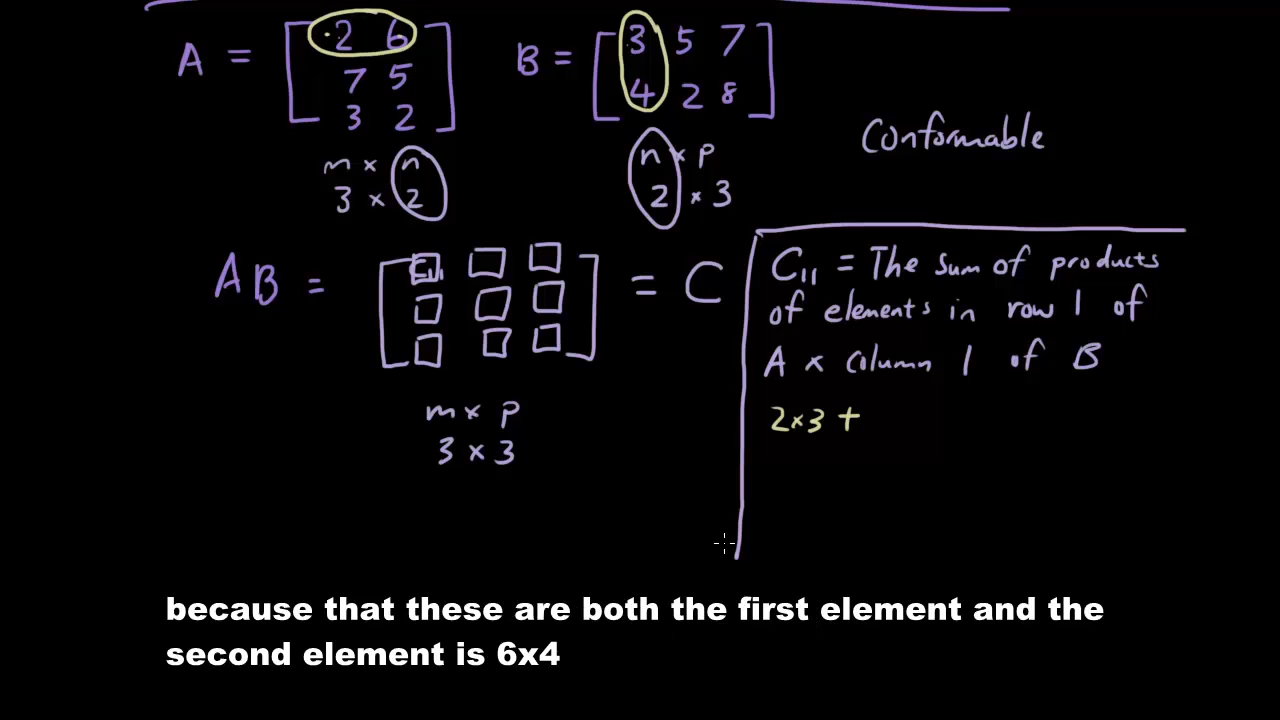 A = [ 2 6
7 5
3 2 ]
B = [ 3 5 7
4 2 8 ]
m × n
3 × 2
n × p
2 × 3
Conformable
AB = [ C11 ] = C
m × p
3 × 3
C11 = The sum of products
of elements in row 1 of
A × column 1 of B
2×3 +
because that these are both the first element and the
second element is 6x4